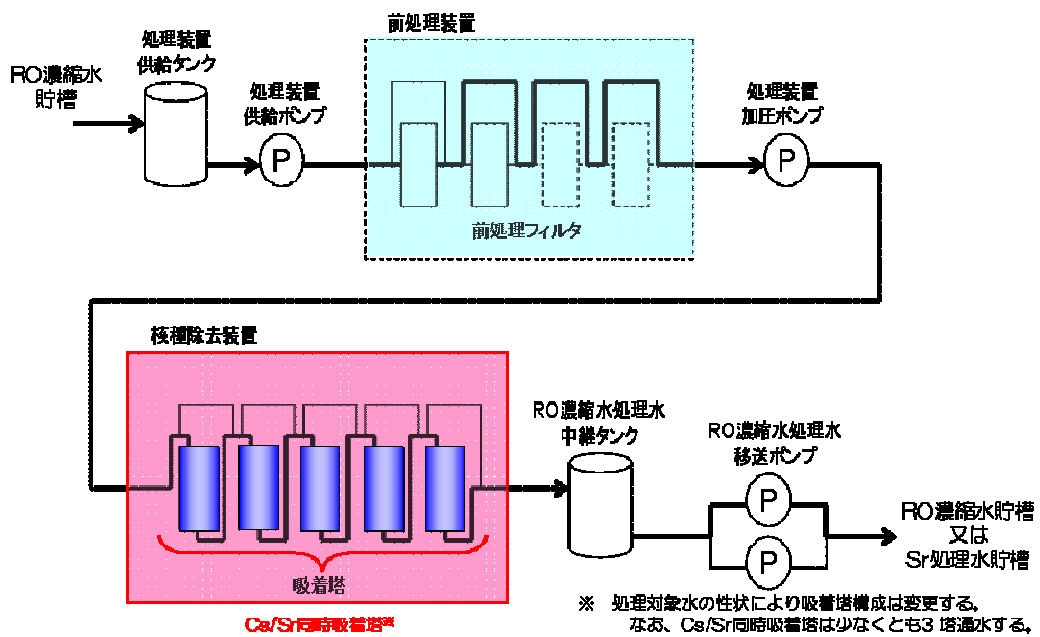 前処理装置
処理装置
供給タンク
RO濃縮水
貯槽
処理装置
供給ポンプ
P
処理装置
加圧ポンプ
P
前処理フィルタ
核種除去装置
吸着塔
Cs/Sr同時吸着塔※
RO濃縮水処理水
中継タンク
RO濃縮水処理水
移送ポンプ
P
P
RO濃縮水貯槽
又は
Sr処理水貯槽
※ 処理対象水の性状により吸着塔構成は変更する。
なお、Cs/Sr同時吸着塔は少なくとも3塔通水する。